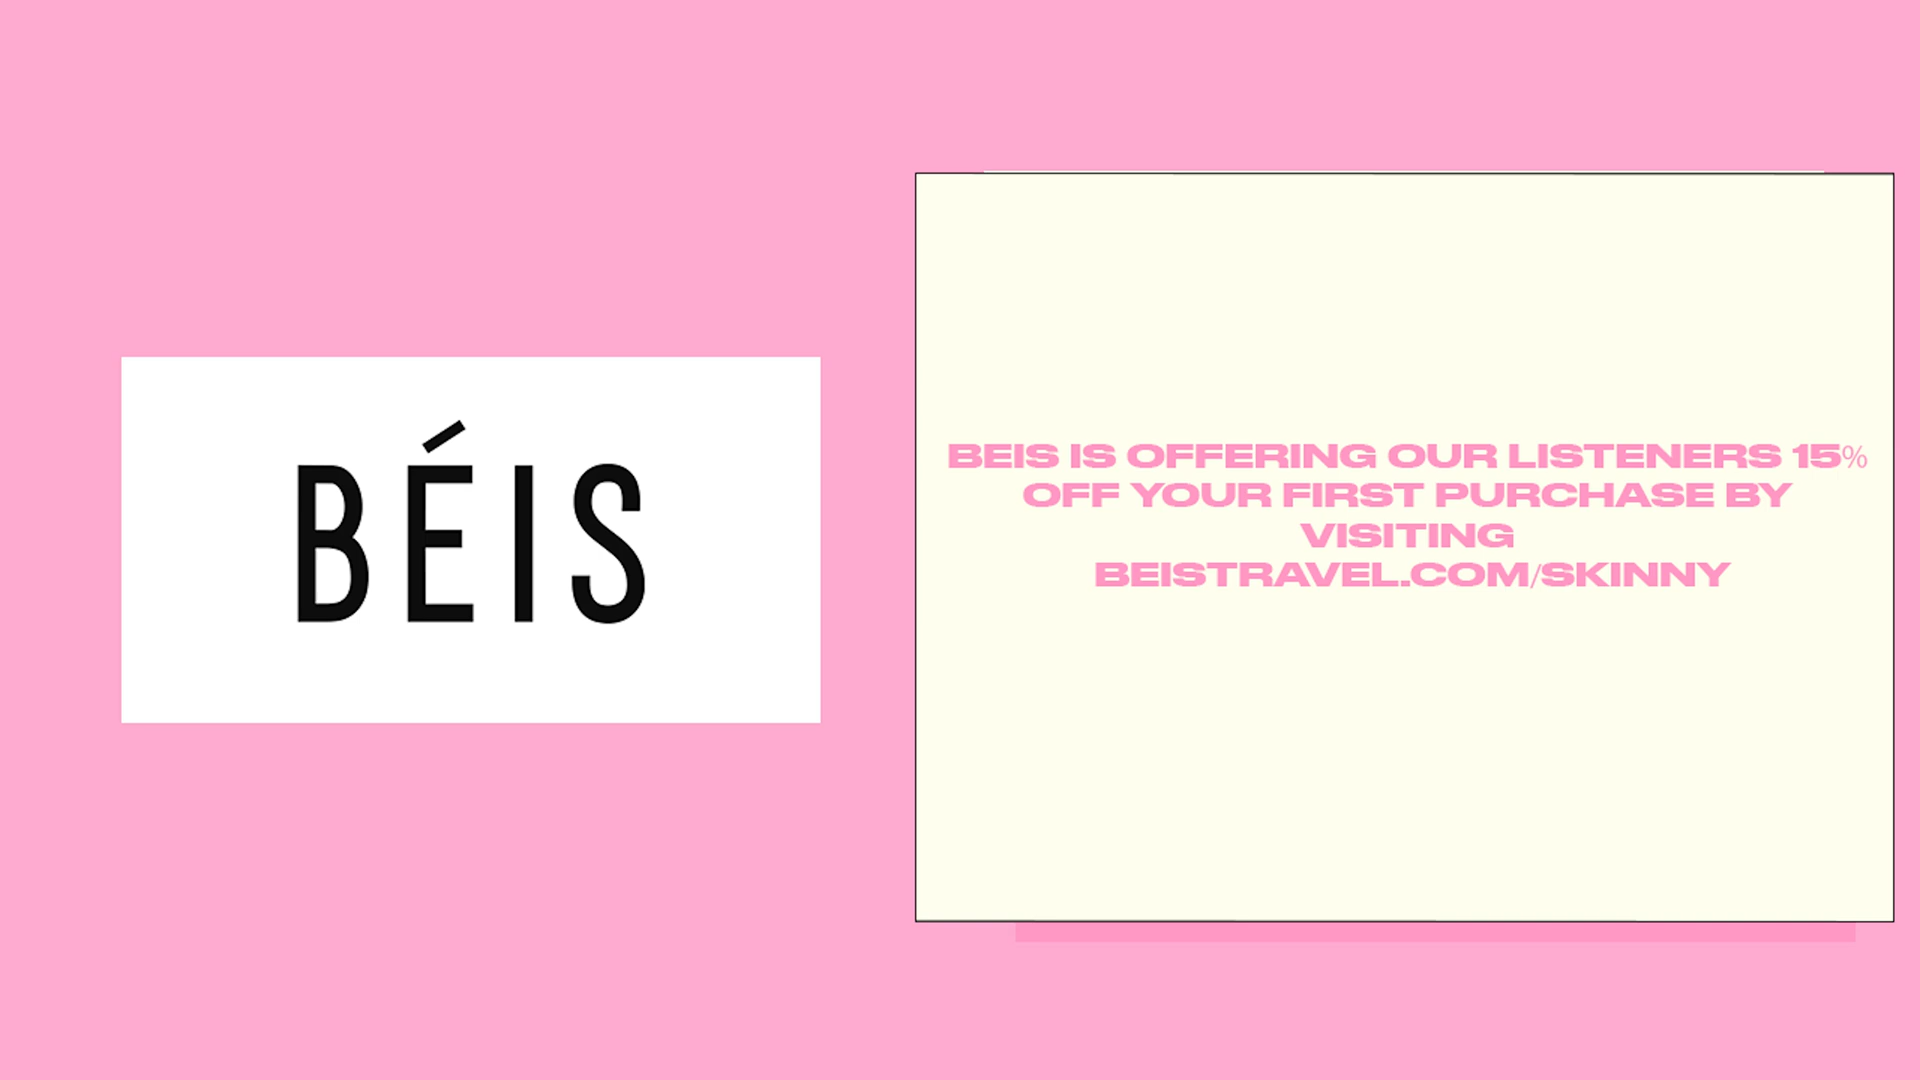 BÉIS
BEIS IS OFFERING OUR LISTENERS 15%
OFF YOUR FIRST PURCHASE BY
VISITING
BEISTRAVEL.COM/SKINNY